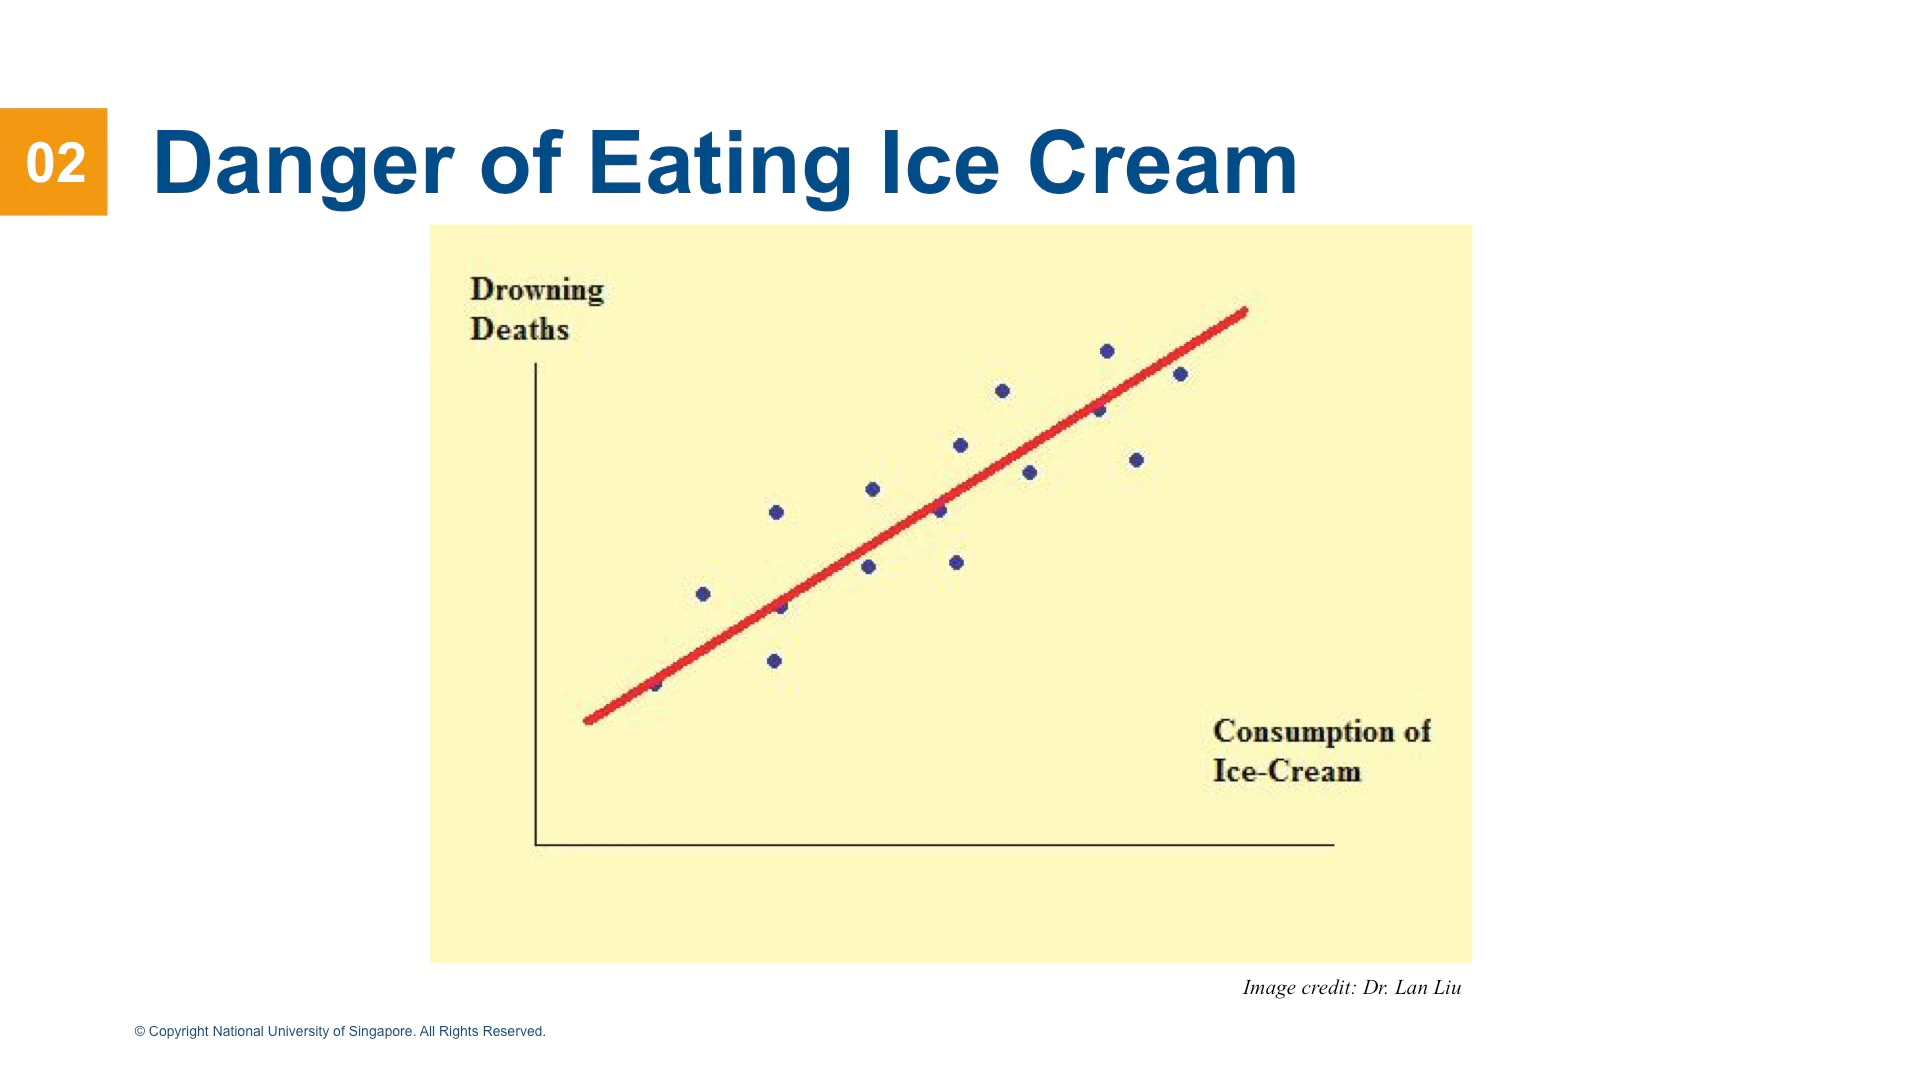 02
Danger of Eating Ice Cream
Drowning
Deaths
Consumption of
Ice-Cream
Image credit: Dr. Lan Liu
© Copyright National University of Singapore. All Rights Reserved.